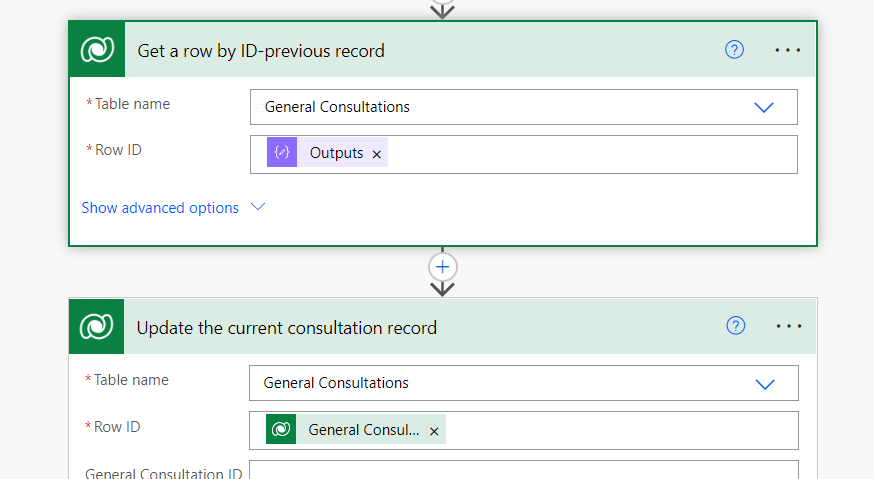 Get a row by ID-previous record
* Table name
General Consultations
* Row ID
Outputs
Show advanced options
Update the current consultation record
* Table name
General Consultations
* Row ID
General Consul...
General Consultation ID